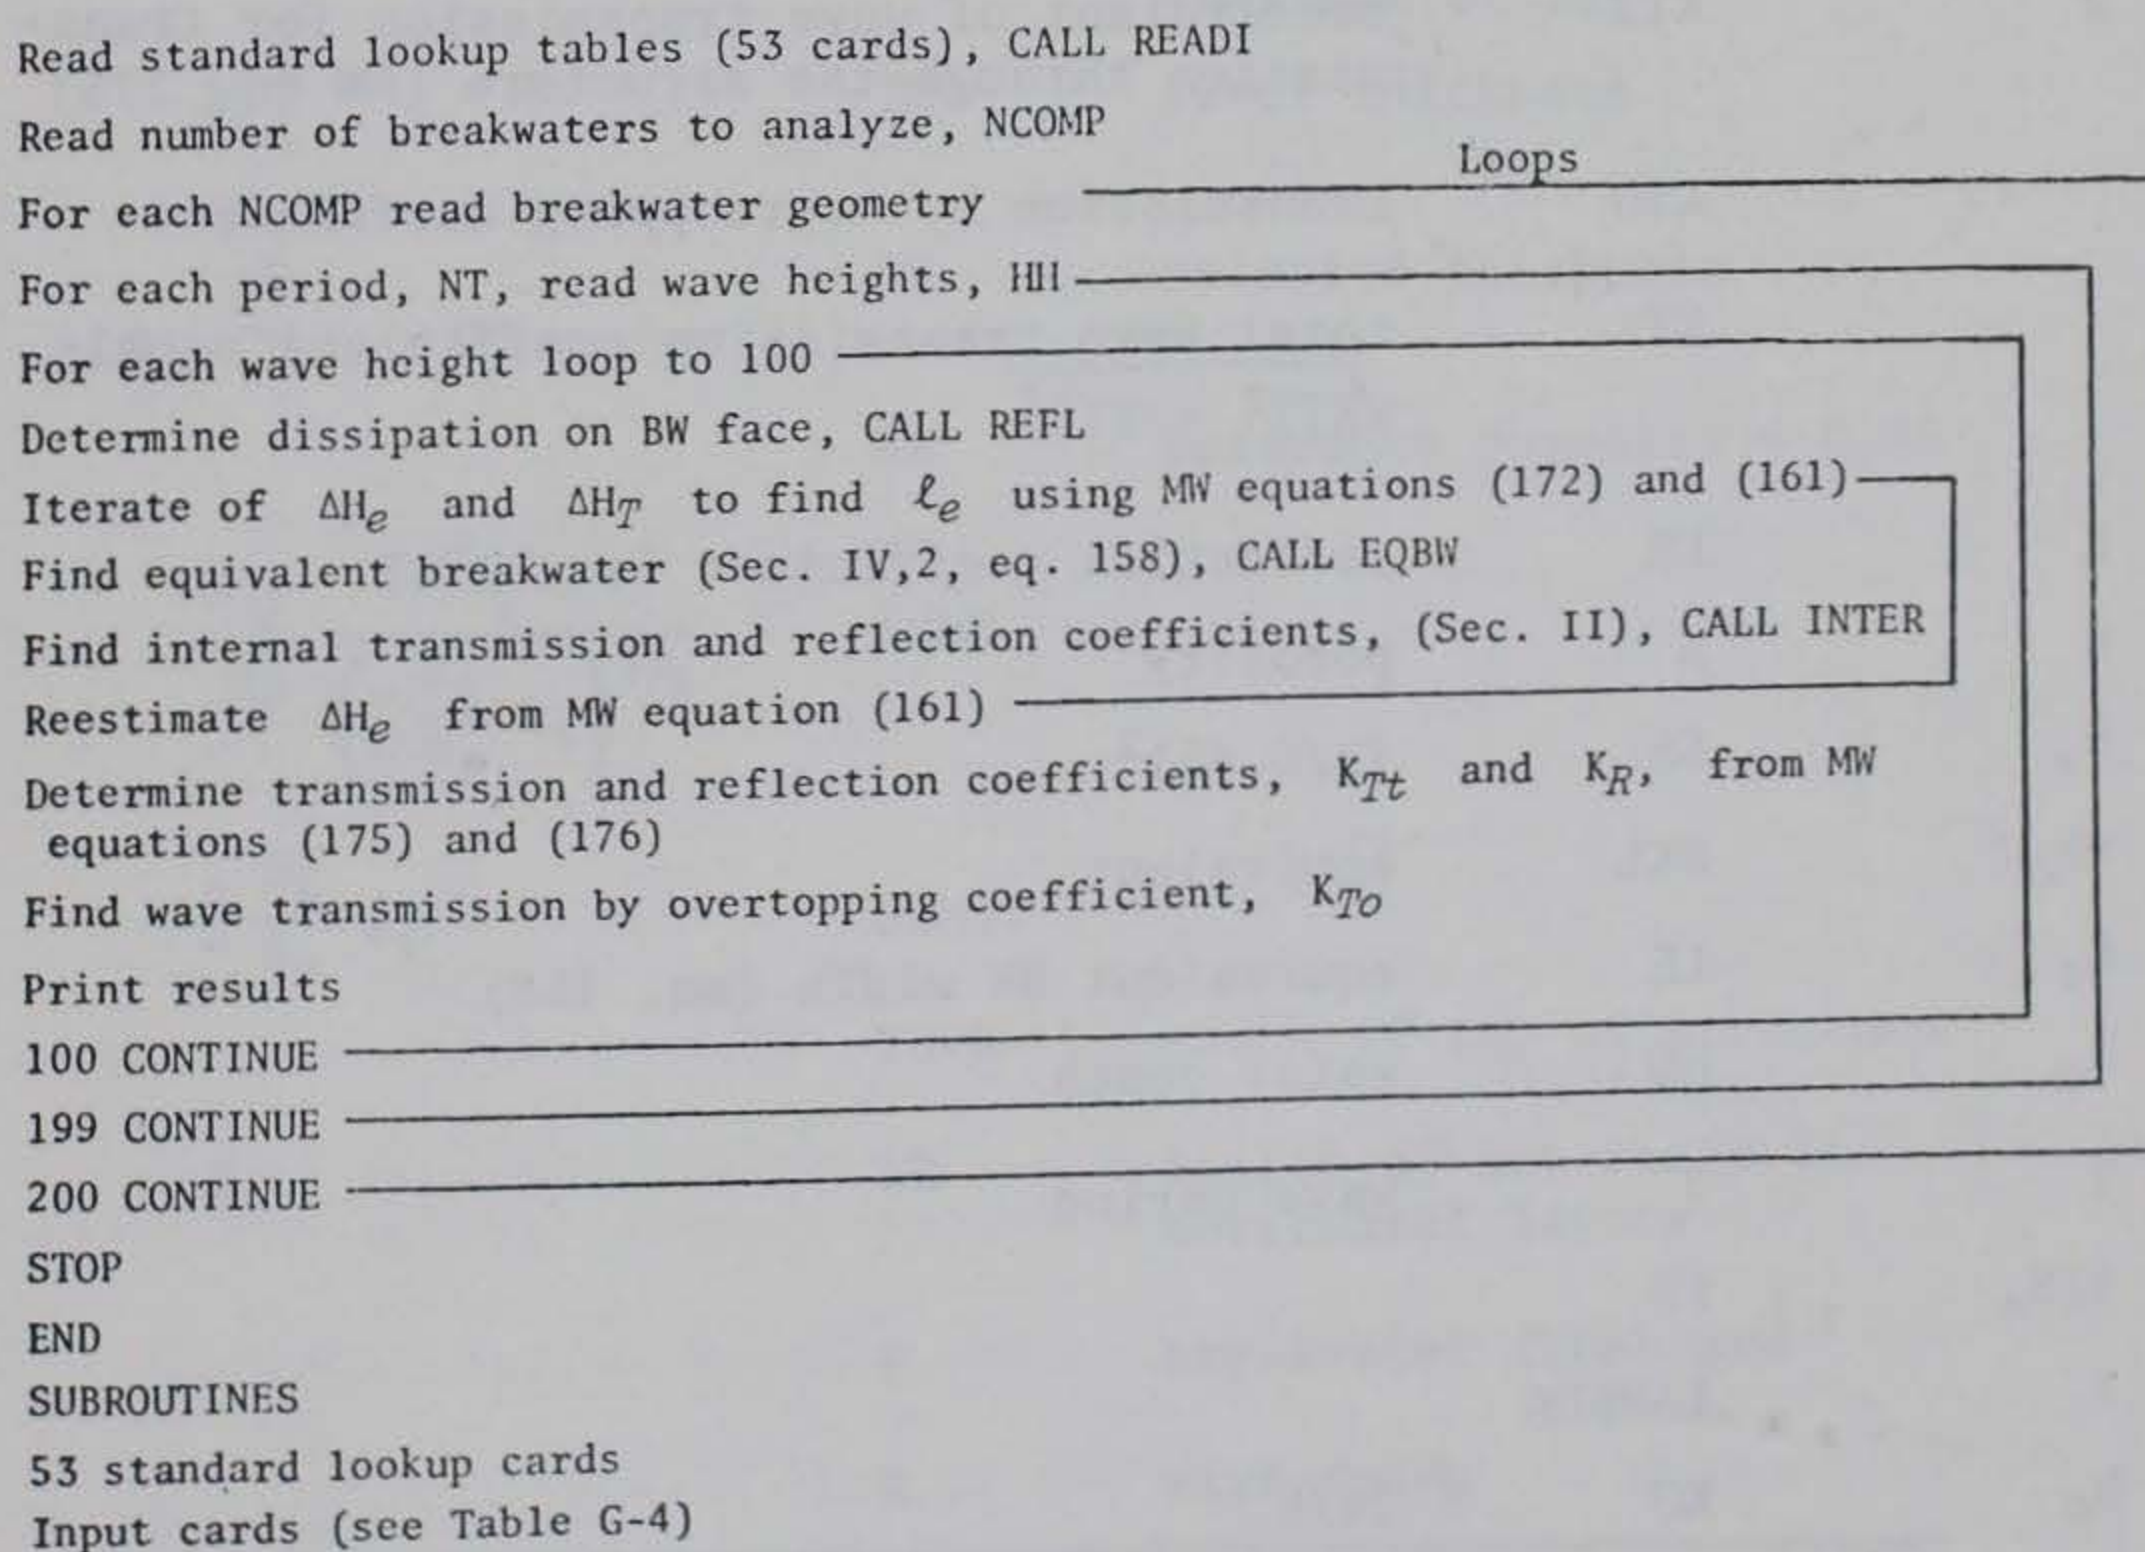 Read standard lookup tables (53 cards), CALL READI
Read number of breakwaters to analyze, NCOMP
Loops
For each NCOMP read breakwater geometry
For each period, NT, read wave heights, HH
For each wave height loop to 100
Determine dissipation on BW face, CALL REFL
Iterate of ΔHe and ΔHT to find ℓe using MW equations (172) and (161)
Find equivalent breakwater (Sec. IV,2, eq. 158), CALL EQBW
Find internal transmission and reflection coefficients, (Sec. II), CALL INTER
Reestimate ΔHe from MW equation (161)
Determine transmission and reflection coefficients, KTt and KR, from MW
equations (175) and (176)
Find wave transmission by overtopping coefficient, KTo
Print results
100 CONTINUE
199 CONTINUE
200 CONTINUE
STOP
END
SUBROUTINES
53 standard lookup cards
Input cards (see Table G-4)